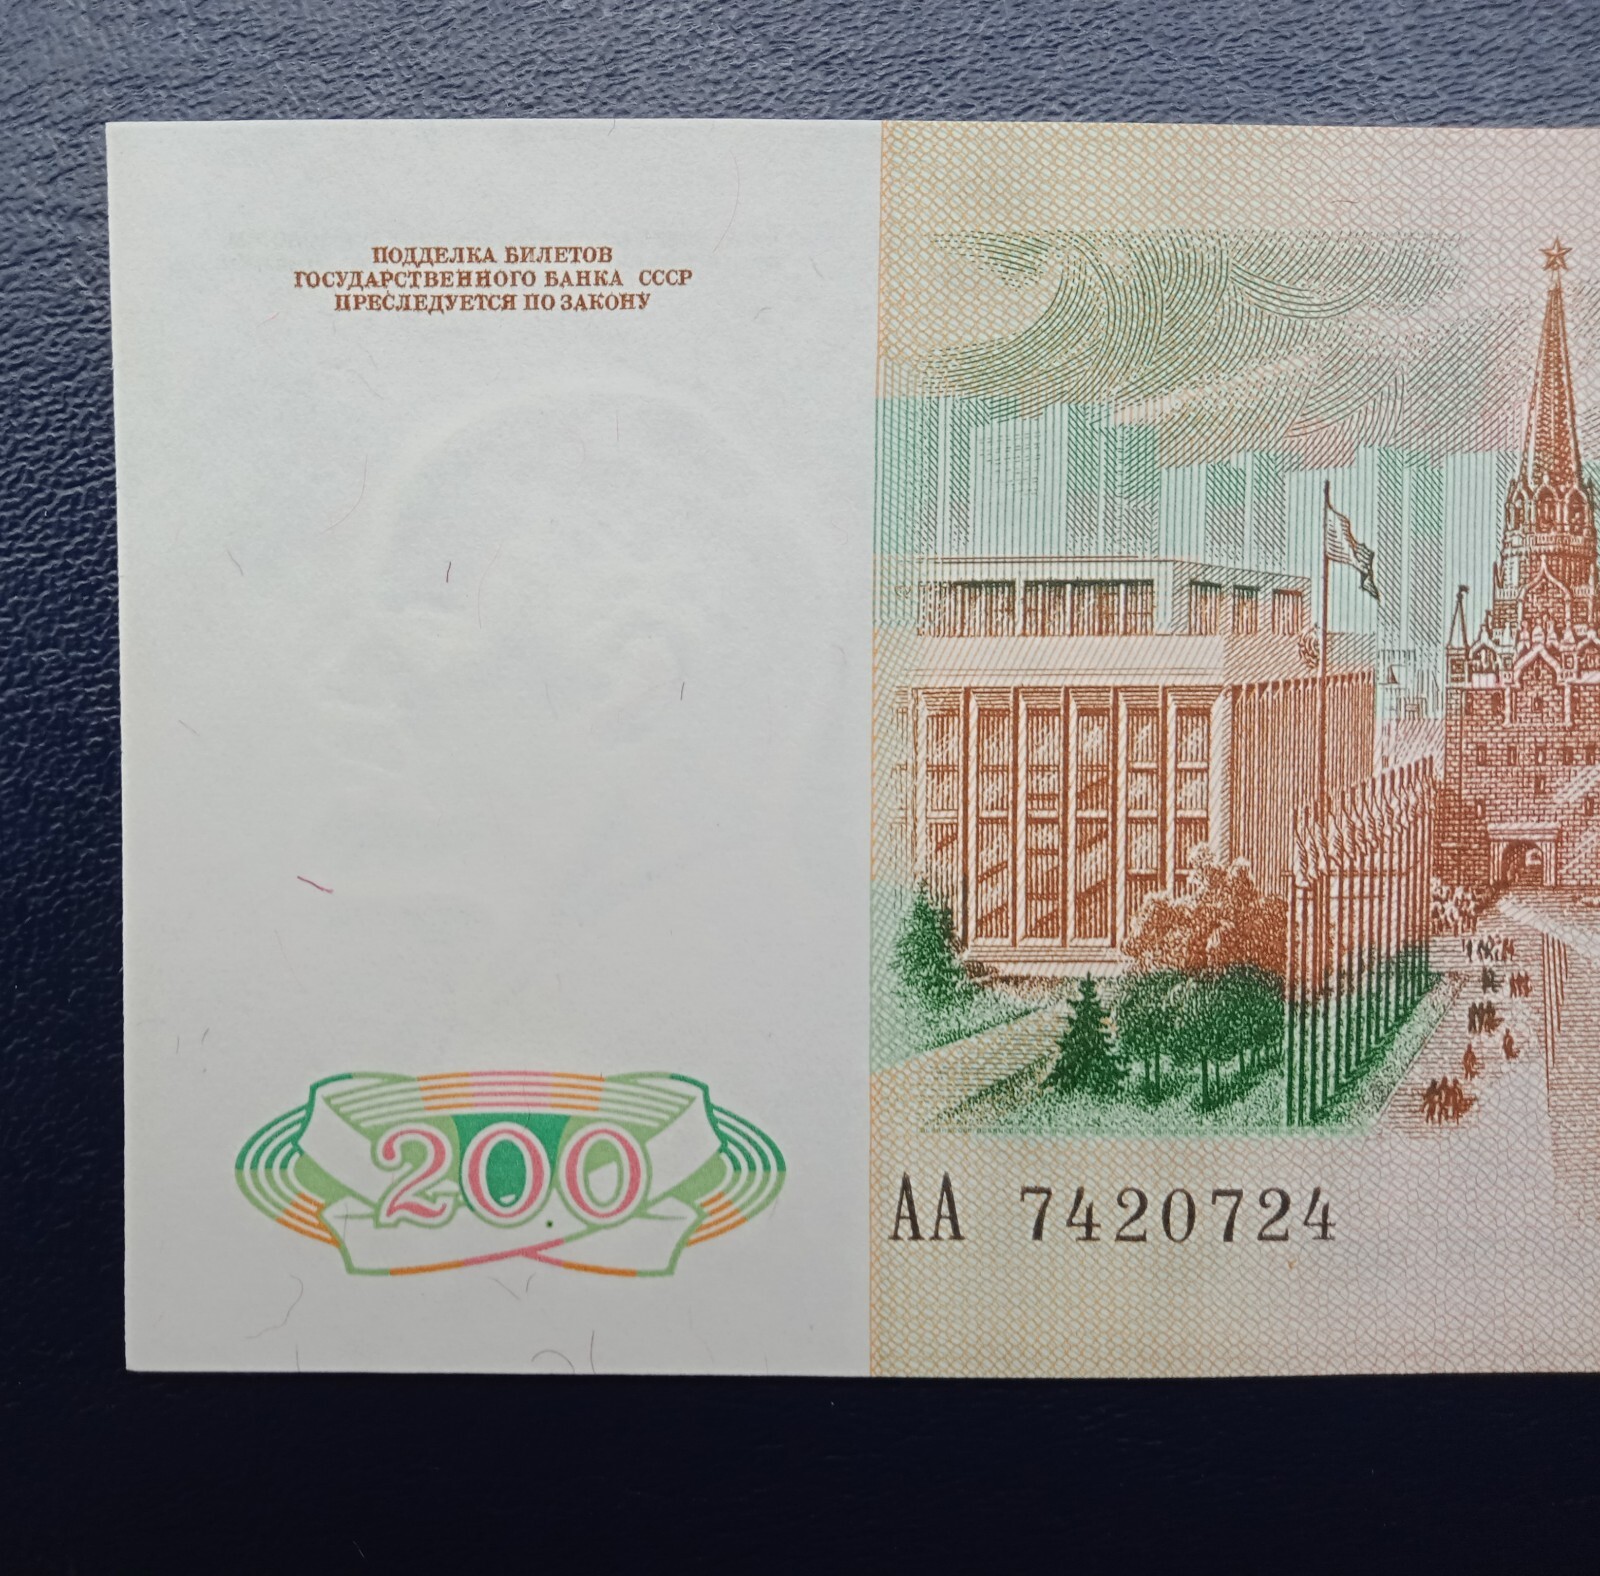 ПОДДЕЛКА БИЛЕТОВ
ГОСУДАРСТВЕННОГО БАНКА СССР
ПРЕСЛЕДУЕТСЯ ПО ЗАКОНУ
200
АА 7420724